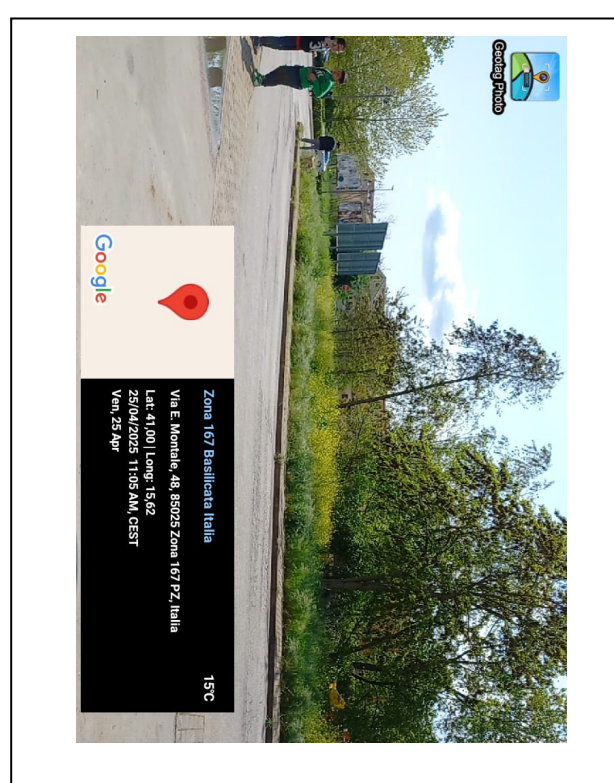 Geotag Photo
Google
Zona 167 Basilicata Italia
15°C
Via E. Montale, 48, 85025 Zona 167 PZ, Italia
Lat: 41,00 | Long: 15,62
25/04/2025 11:05 AM, CEST
Ven, 25 Apr